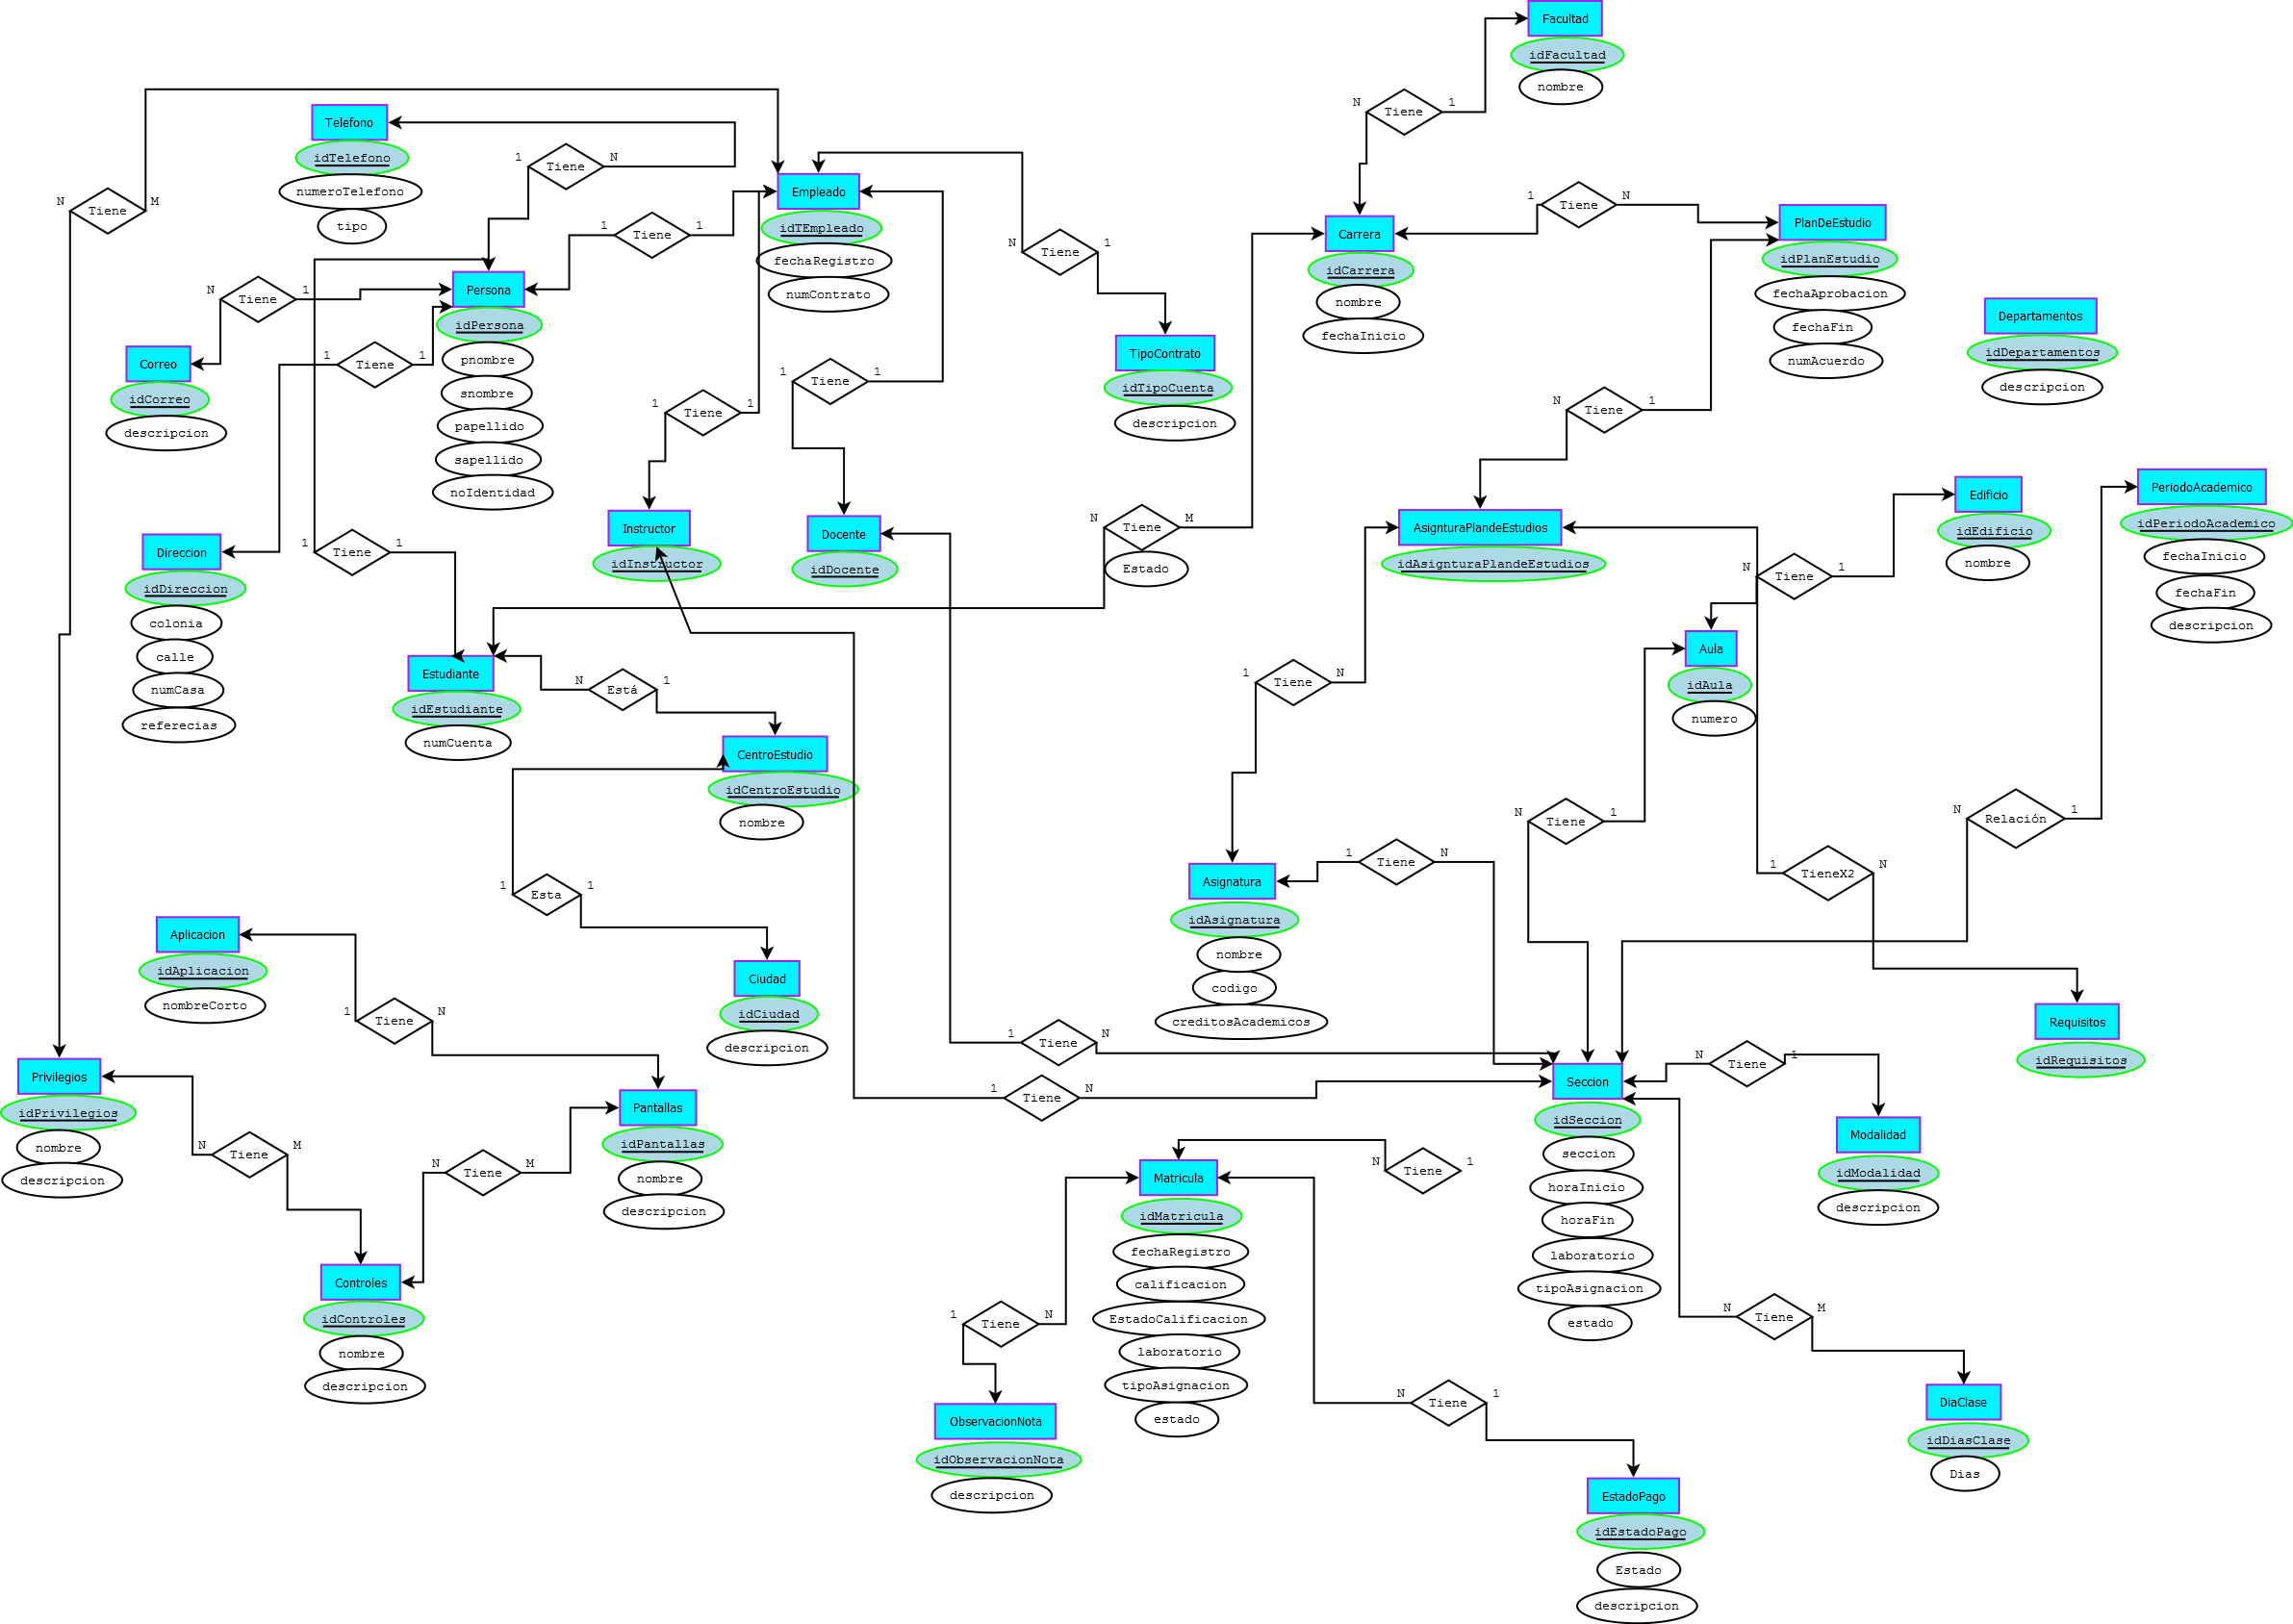 Facultad
idFacultad
nombre
N Tiene 1
Telefono
idTelefono
numeroTelefono
tipo
1 Tiene N
N Tiene M
Empleado
idTEmpleado
fechaRegistro
numContrato
1 Tiene 1
N Tiene 1
Carrera
idCarrera
nombre
fechaInicio
1 Tiene N
PlanDeEstudio
idPlanEstudio
fechaAprobacion
fechaFin
numAcuerdo
Departamentos
idDepartamentos
descripcion
Persona
idPersona
pnombre
snombre
papellido
sapellido
noIdentidad
N Tiene 1
1 Tiene 1
Correo
idCorreo
descripcion
TipoContrato
idTipoCuenta
descripcion
1 Tiene 1
1 Tiene 1
N Tiene 1
Edificio
idEdificio
nombre
PeriodoAcademico
idPeriodoAcademico
fechaInicio
fechaFin
descripcion
Instructor
idInstructor
Docente
idDocente
N Tiene M
Estado
AsignturaPlandeEstudios
idAsignturaPlandeEstudios
Direccion
idDireccion
colonia
calle
numCasa
referecias
1 Tiene 1
N Tiene 1
Aula
idAula
numero
Estudiante
idEstudiante
numCuenta
N Está 1
1 Tiene N
CentroEstudio
idCentroEstudio
nombre
N Tiene 1
N Relación 1
1 Tiene N
1 TieneX2 N
Asignatura
idAsignatura
nombre
codigo
creditosAcademicos
1 Esta 1
Aplicacion
idAplicacion
nombreCorto
Ciudad
idCiudad
descripcion
1 Tiene N
Requisitos
idRequisitos
1 Tiene N
1 Tiene N
Privilegios
idPrivilegios
nombre
descripcion
Pantallas
idPantallas
nombre
descripcion
Seccion
idSeccion
seccion
horaInicio
horaFin
laboratorio
tipoAsignacion
estado
N Tiene 1
Modalidad
idModalidad
descripcion
N Tiene M
N Tiene M
Matricula
idMatricula
fechaRegistro
calificacion
EstadoCalificacion
laboratorio
tipoAsignacion
estado
N Tiene 1
Controles
idControles
nombre
descripcion
1 Tiene N
N Tiene M
DiaClase
idDiasClase
Dias
N Tiene 1
ObservacionNota
idObservacionNota
descripcion
EstadoPago
idEstadoPago
Estado
descripcion